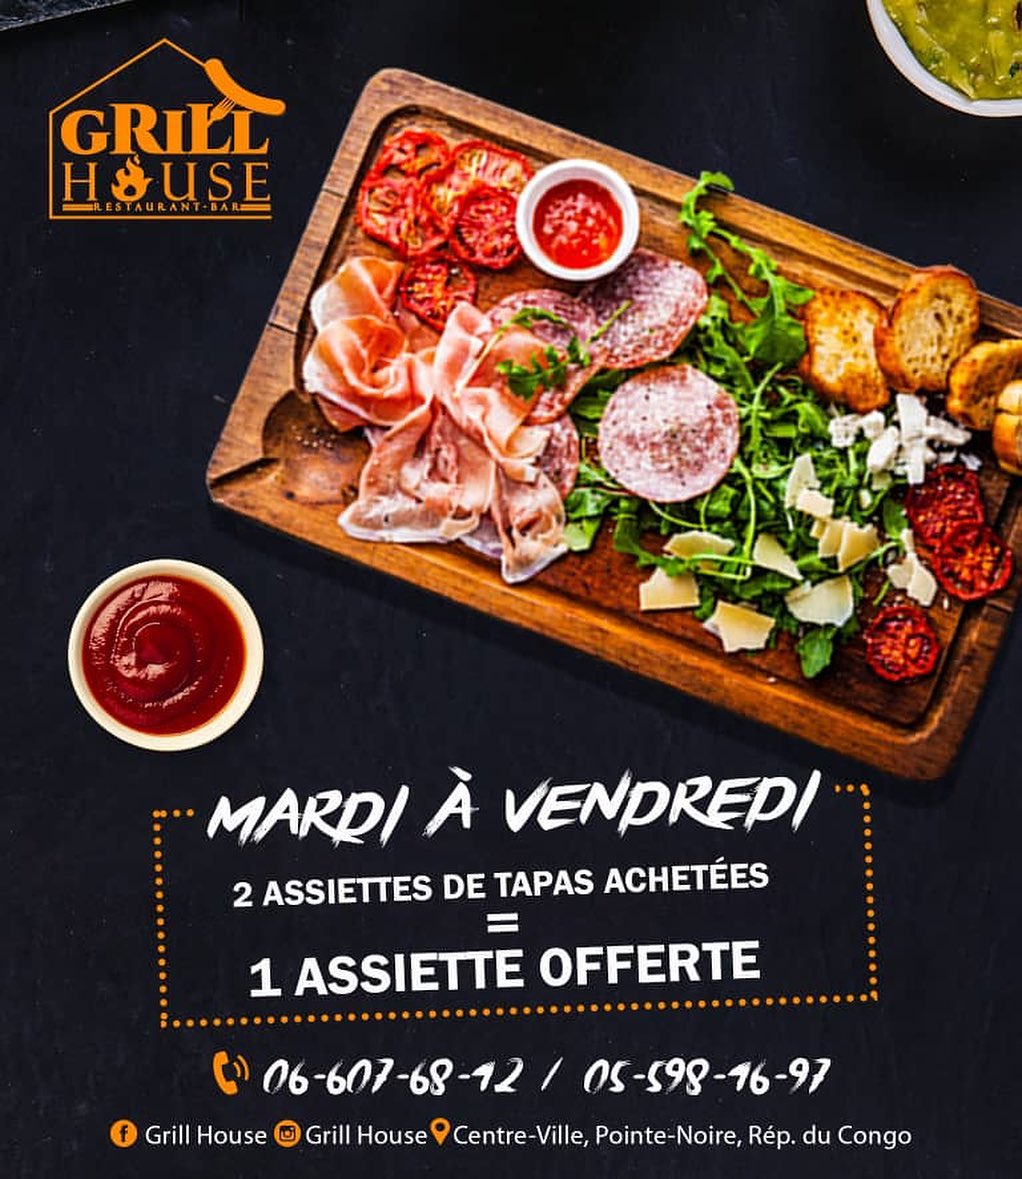 GRILL
HOUSE
RESTAURANT-BAR
MARDI À VENDREDI
2 ASSIETTES DE TAPAS ACHETÉES
=
1 ASSIETTE OFFERTE
06-607-68-12 / 05-598-16-97
Grill House Grill House Centre-Ville, Pointe-Noire, Rép. du Congo